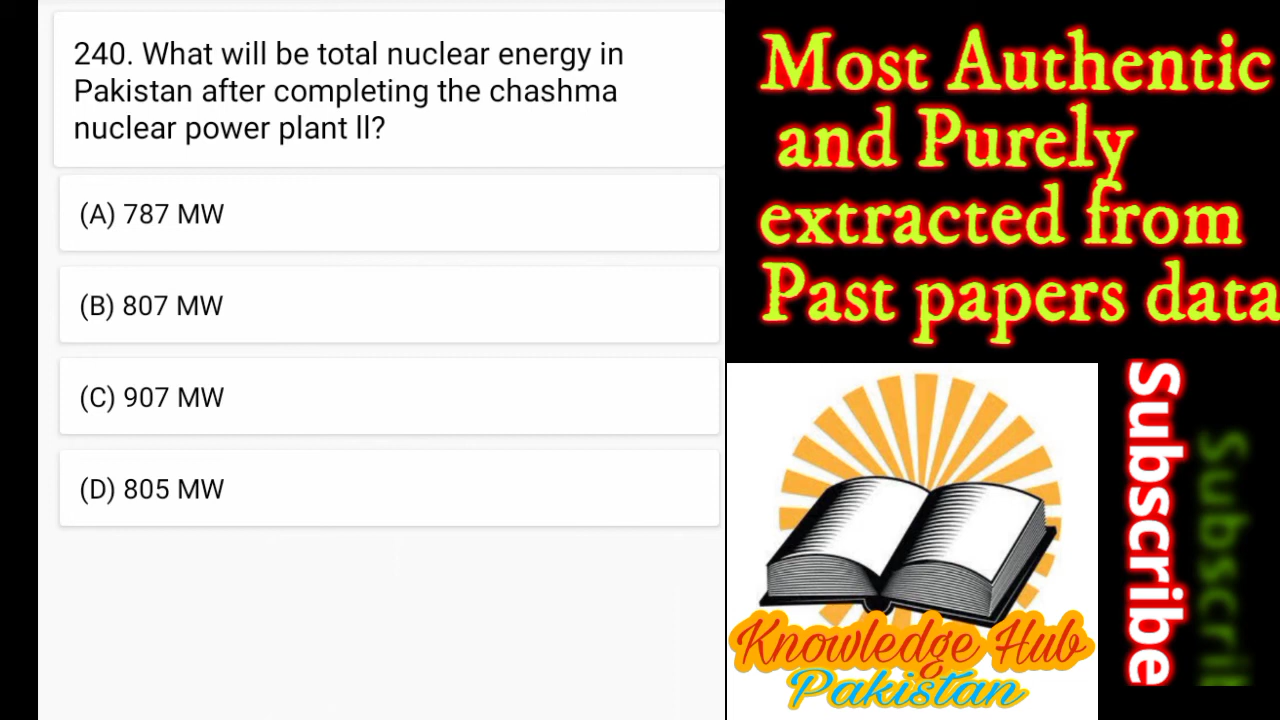 240. What will be total nuclear energy in
Pakistan after completing the chashma
nuclear power plant ll?
(A) 787 MW
(B) 807 MW
(C) 907 MW
(D) 805 MW
Most Authentic
and Purely
extracted from
Past papers data
Knowledge Hub
Pakistan
Subscribe